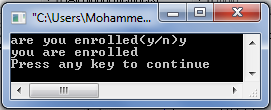 "C:\Users\Mohamme...
are you enrolled(y/n)y
you are enrolled
Press any key to continue